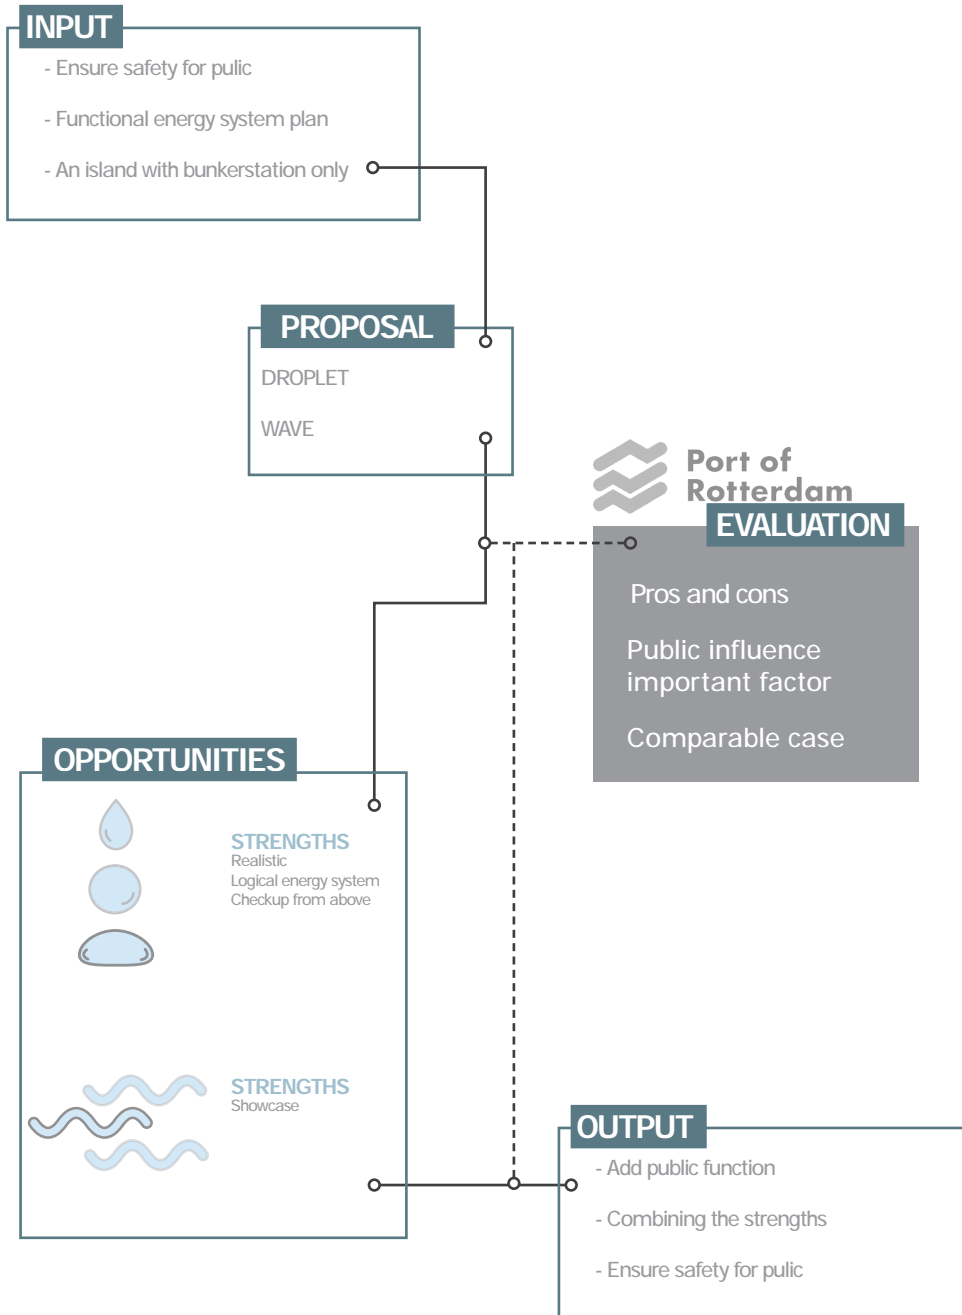 INPUT
- Ensure safety for pulic
- Functional energy system plan
- An island with bunkerstation only
PROPOSAL
DROPLET
WAVE
Port of
Rotterdam
EVALUATION
Pros and cons
Public influence
important factor
Comparable case
OPPORTUNITIES
STRENGTHS
Realistic
Logical energy system
Checkup from above
STRENGTHS
Showcase
OUTPUT
- Add public function
- Combining the strengths
- Ensure safety for pulic